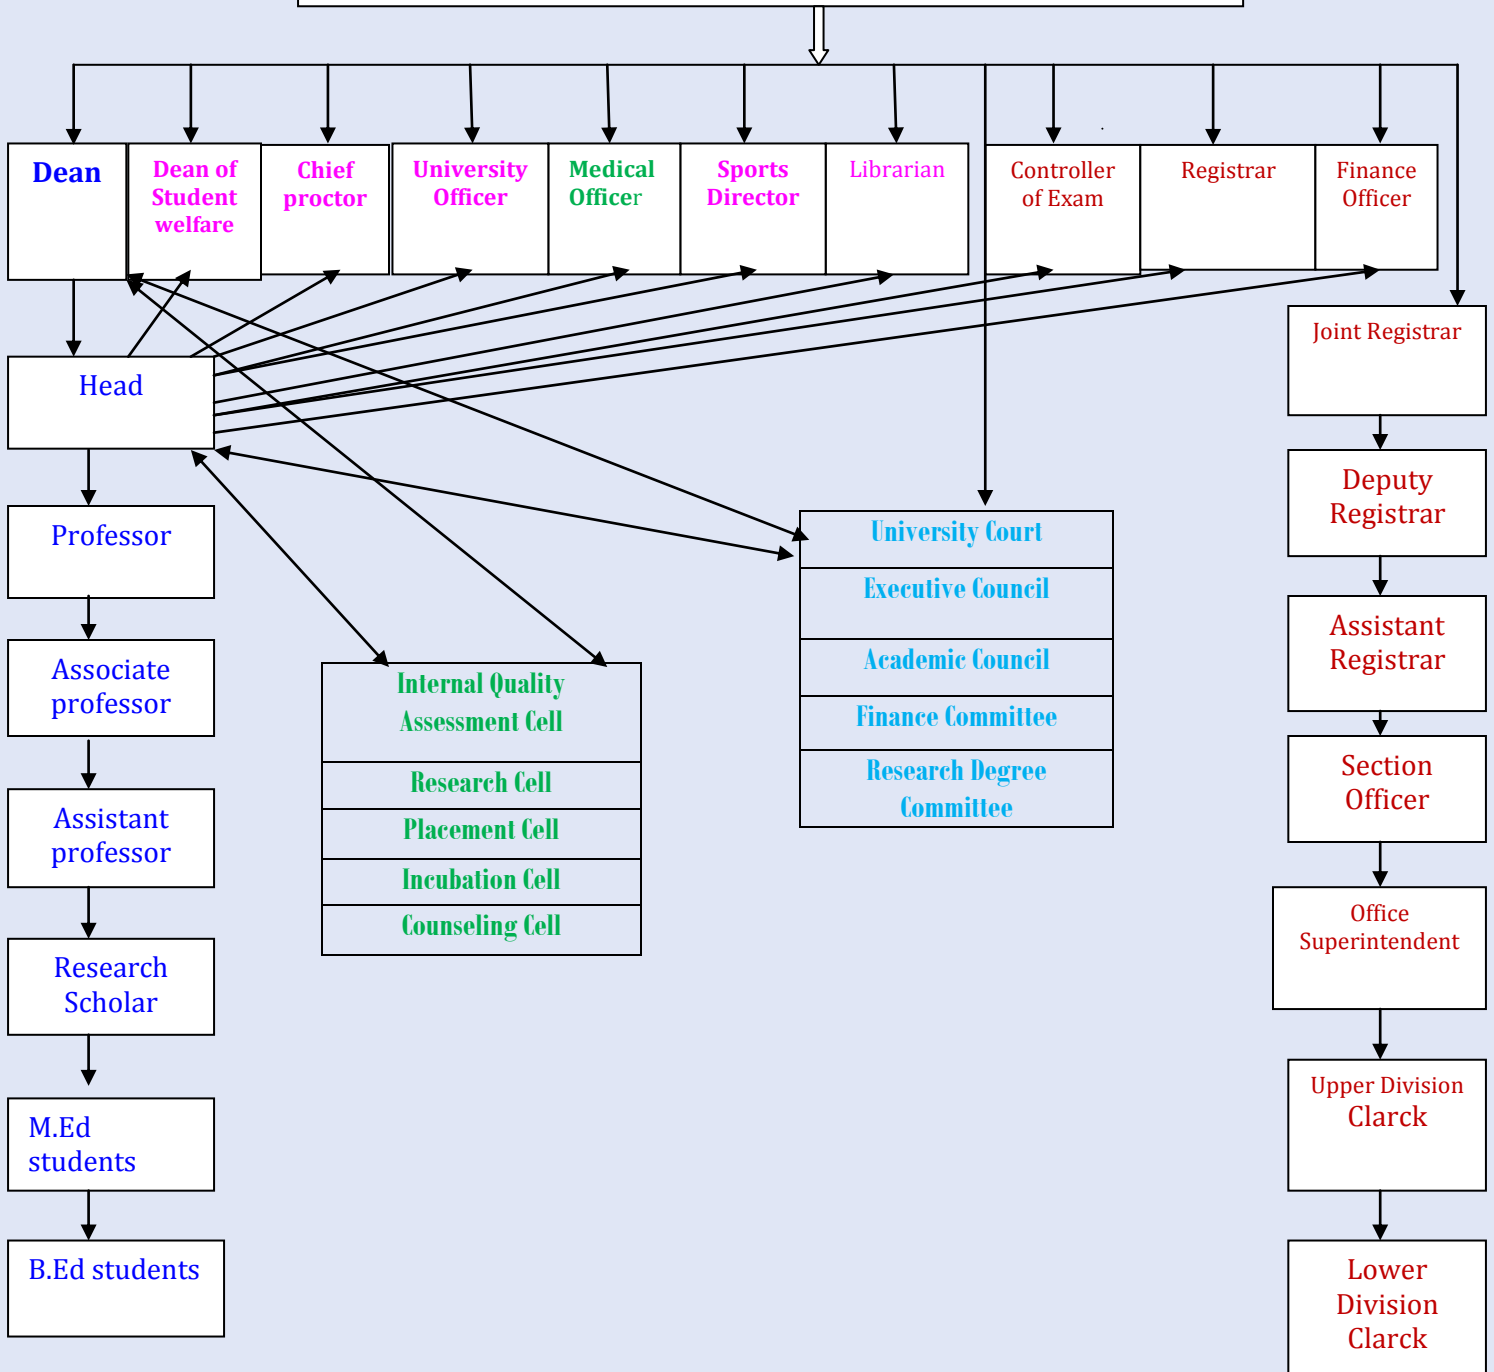 Dean
Dean of
Student
welfare
Chief
proctor
University
Officer
Medical
Officer
Sports
Director
Librarian
Controller
of Exam
Registrar
Finance
Officer
Joint Registrar
Head
Deputy
Registrar
Professor
University Court
Executive Council
Academic Council
Finance Committee
Research Degree
Committee
Assistant
Registrar
Associate
professor
Internal Quality
Assessment Cell
Research Cell
Placement Cell
Incubation Cell
Counseling Cell
Section
Officer
Assistant
professor
Office
Superintendent
Research
Scholar
Upper Division
Clarck
M.Ed
students
B.Ed students
Lower
Division
Clarck